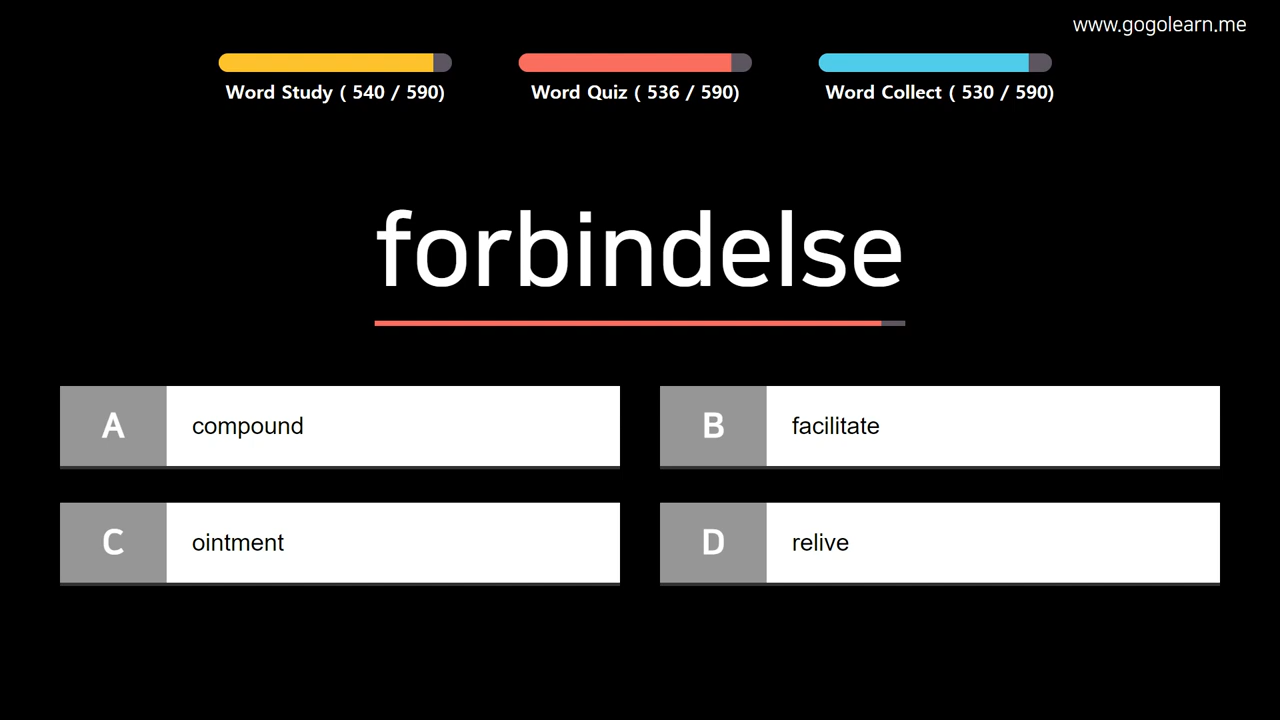 www.gogolearn.me
Word Study ( 540 / 590)
Word Quiz ( 536 / 590)
Word Collect ( 530 / 590)
forbindelse
A compound
B facilitate
C ointment
D relive